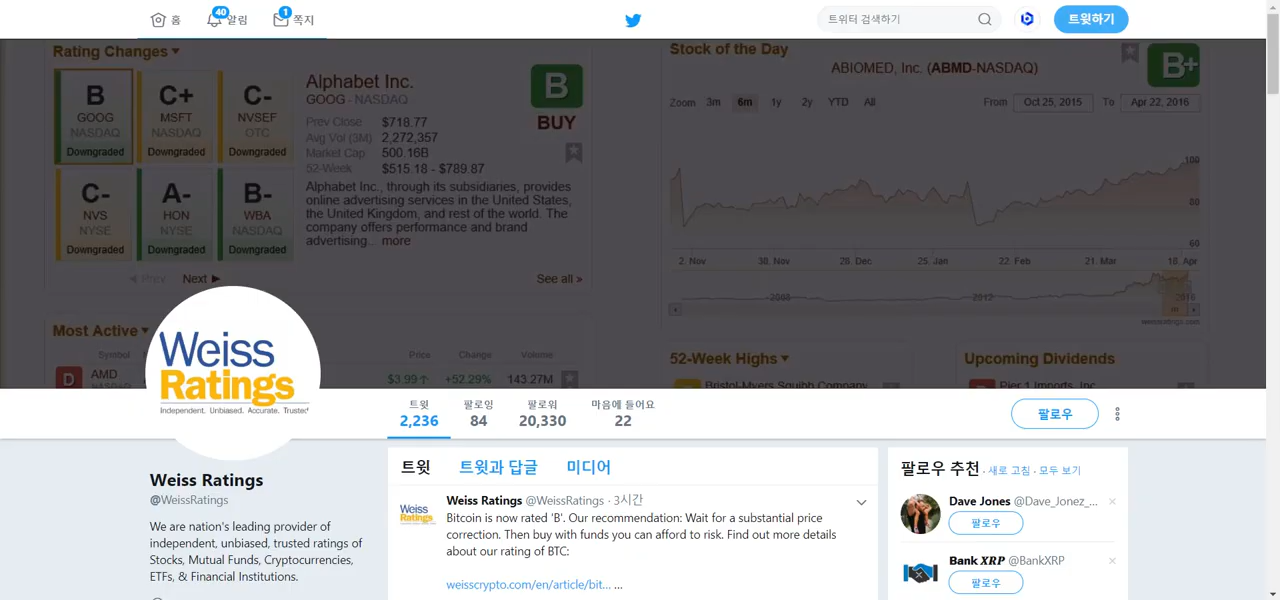 홈
40
알림
1
쪽지
트위터 검색하기
트윗하기
Rating Changes
B
GOOG
NASDAQ
Downgraded
C+
MSFT
NASDAQ
Downgraded
C-
NVSEF
OTC
Downgraded
C-
NVS
NYSE
Downgraded
A-
HON
NYSE
Downgraded
B-
WBA
NASDAQ
Downgraded
Prev
Next
See all >
Alphabet Inc.
GOOG - NASDAQ
Prev Close $718.77
Avg Vol (3M) 2,272,357
Market Cap 500.16B
52-Week $515.18 - $789.87
B
BUY
Alphabet Inc., through its subsidiaries, provides
online advertising services in the United States,
the United Kingdom, and rest of the world. The
company offers performance and brand
advertising... more
Stock of the Day
ABIOMED, Inc. (ABMD-NASDAQ)
B+
Zoom 3m 6m 1y 2y YTD All
From Oct 25, 2015 To Apr 22, 2016
100
80
60
2. Nov 30. Nov 28. Dec 25. Jan 22. Feb 21. Mar 18. Apr
2008 2012 2016
weissratings.com
Most Active
Symbol Price Change Volume
D AMD $3.99 +52.29% 143.27M
NASDAQ
52-Week Highs
Bristol-Myers Squibb Company
Upcoming Dividends
Pier 1 Imports, Inc.
Weiss
Ratings
Independent. Unbiased. Accurate. Trusted
트윗 팔로잉 팔로워 마음에 들어요
2,236 84 20,330 22
팔로우
Weiss Ratings
@WeissRatings
We are nation's leading provider of
independent, unbiased, trusted ratings of
Stocks, Mutual Funds, Cryptocurrencies,
ETFs, & Financial Institutions.
트윗 트윗과 답글 미디어
Weiss
Ratings
Weiss Ratings @WeissRatings · 3시간
Bitcoin is now rated 'B'. Our recommendation: Wait for a substantial price
correction. Then buy with funds you can afford to risk. Find out more details
about our rating of BTC:
weisscrypto.com/en/article/bit... ...
팔로우 추천 · 새로 고침 · 모두 보기
Dave Jones @Dave_Jonez_...
팔로우
Bank XRP @BankXRP
팔로우